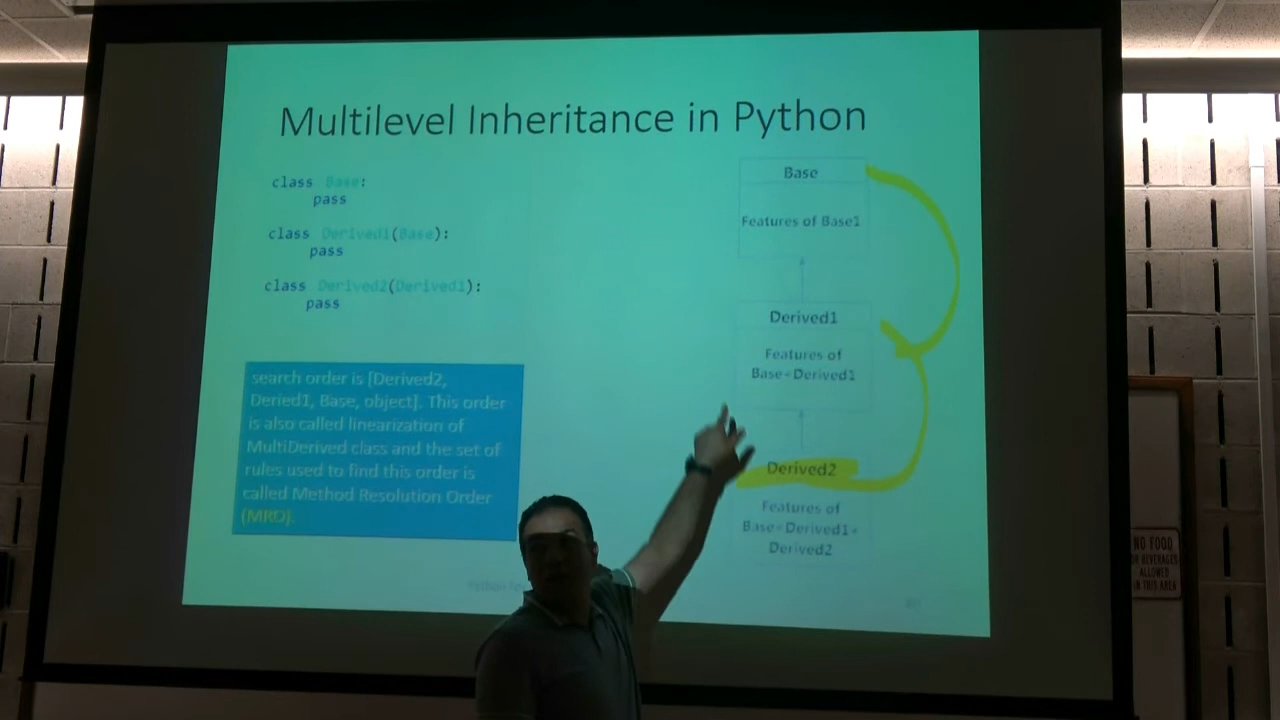 Multilevel Inheritance in Python
class Base:
pass
class Derived1(Base):
pass
class Derived2(Derived1):
pass
search order is [Derived2,
Deried1, Base, object]. This order
is also called linearization of
MultiDerived class and the set of
rules used to find this order is
called Method Resolution Order
(MRO).
Base
Features of Base1
Derived1
Features of
Base+Derived1
Derived2
Features of
Base+Derived1+
Derived2
Python
NO FOOD
OR BEVERAGES
ALLOWED
IN THIS AREA